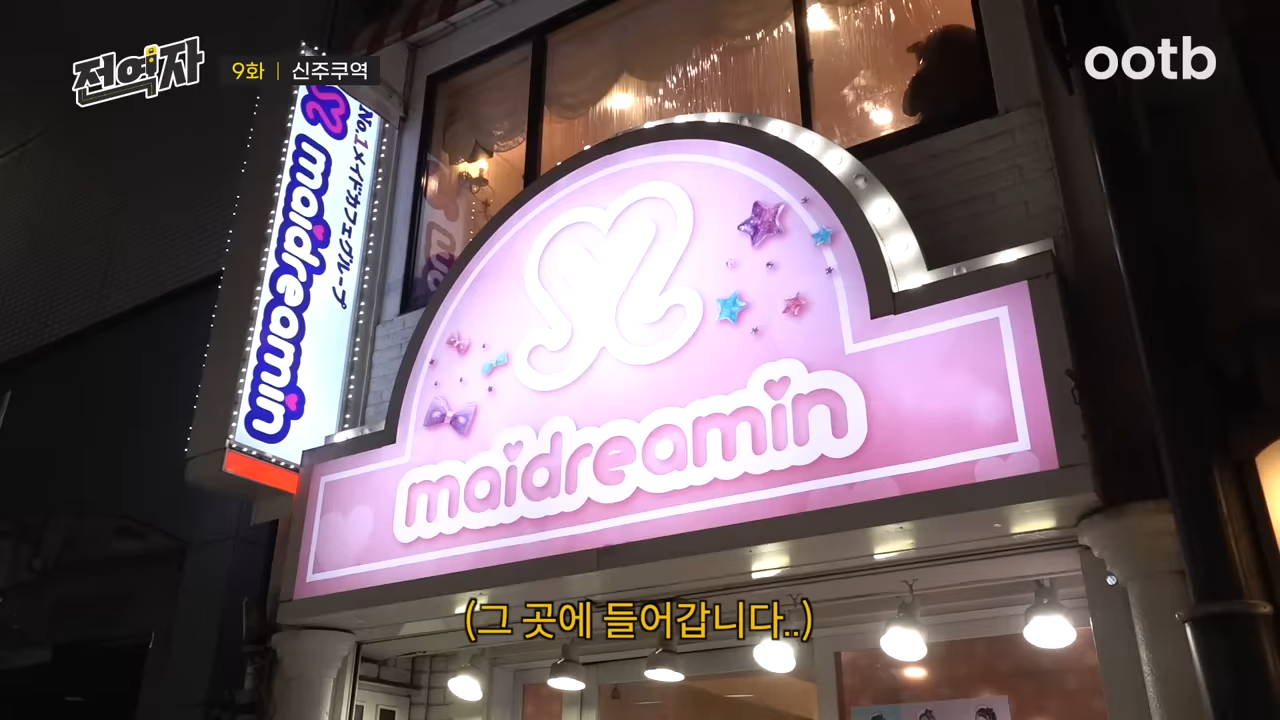 전역자
9화 | 신주쿠역
ootb
No.1メイドカフェグループ
maidreamin
maidreamin
(그 곳에 들어갑니다..)